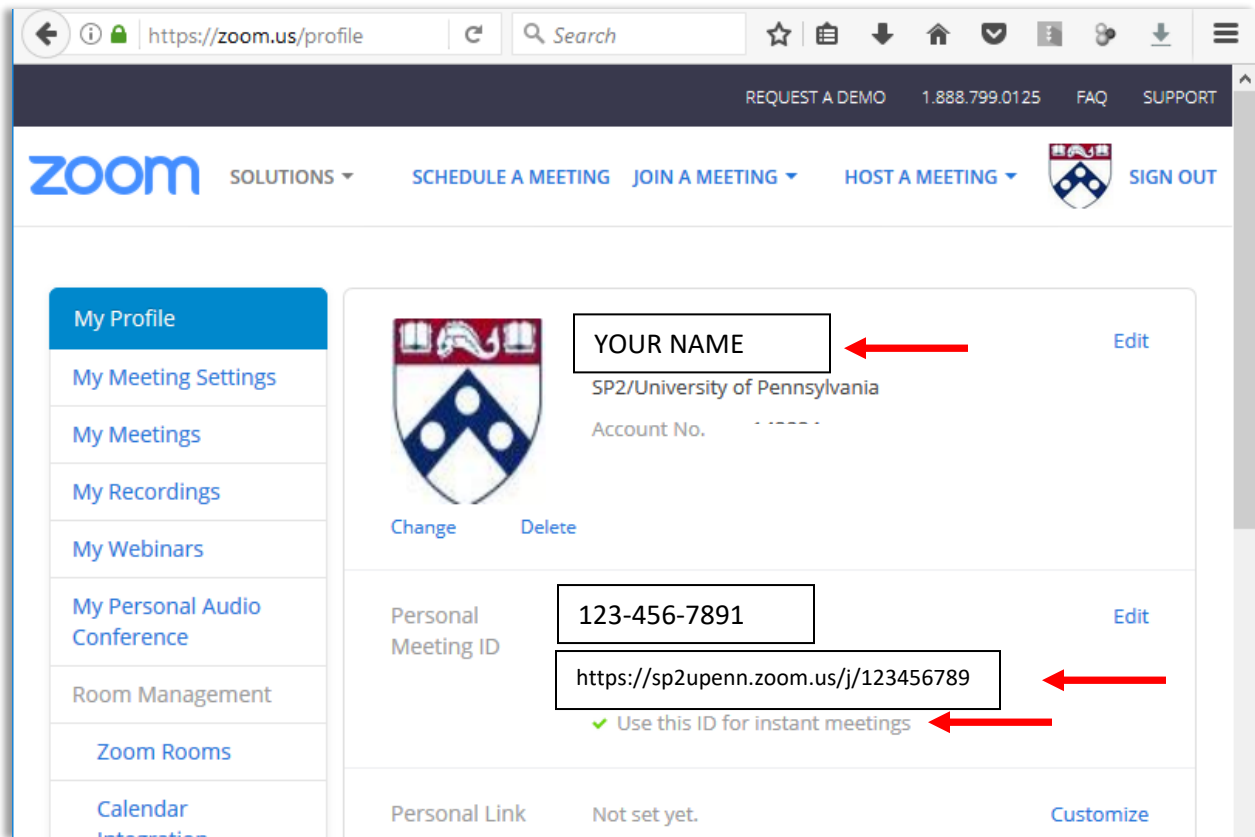 https://zoom.us/profile
Search
REQUEST A DEMO 1.888.799.0125 FAQ SUPPORT
zoom SOLUTIONS SCHEDULE A MEETING JOIN A MEETING HOST A MEETING SIGN OUT
My Profile
My Meeting Settings
My Meetings
My Recordings
My Webinars
My Personal Audio
Conference
Room Management
Zoom Rooms
Calendar
YOUR NAME
Edit
SP2/University of Pennsylvania
Account No.
Change Delete
Personal
Meeting ID
123-456-7891
Edit
https://sp2upenn.zoom.us/j/123456789
Use this ID for instant meetings
Personal Link Not set yet. Customize